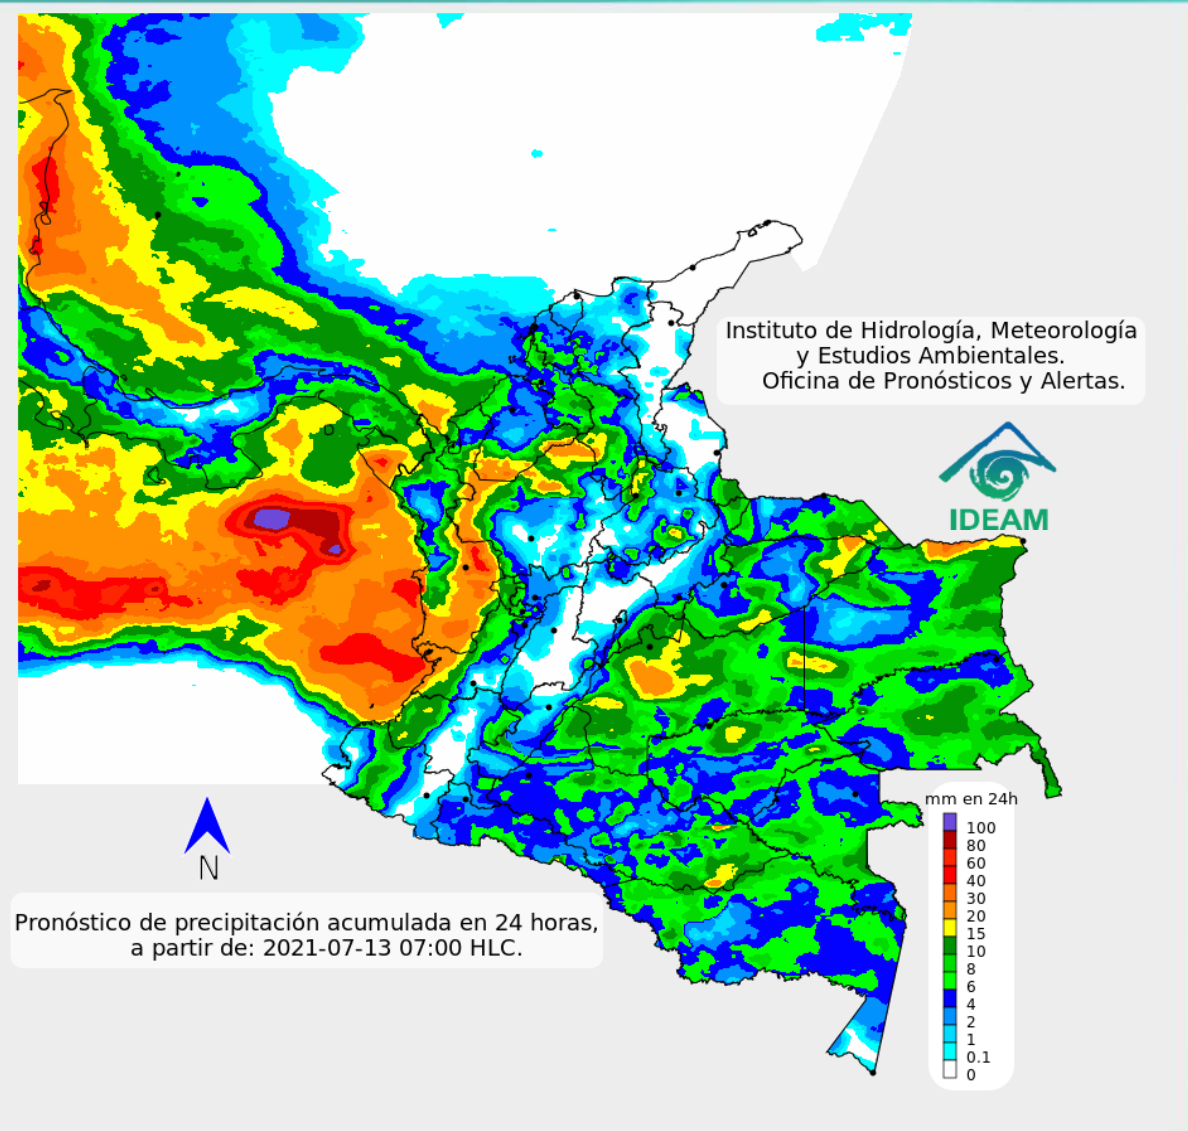 Instituto de Hidrología, Meteorología
y Estudios Ambientales.
Oficina de Pronósticos y Alertas.
IDEAM
mm en 24h
100
80
60
40
30
20
15
10
8
6
4
2
1
0.1
0
N
Pronóstico de precipitación acumulada en 24 horas,
a partir de: 2021-07-13 07:00 HLC.